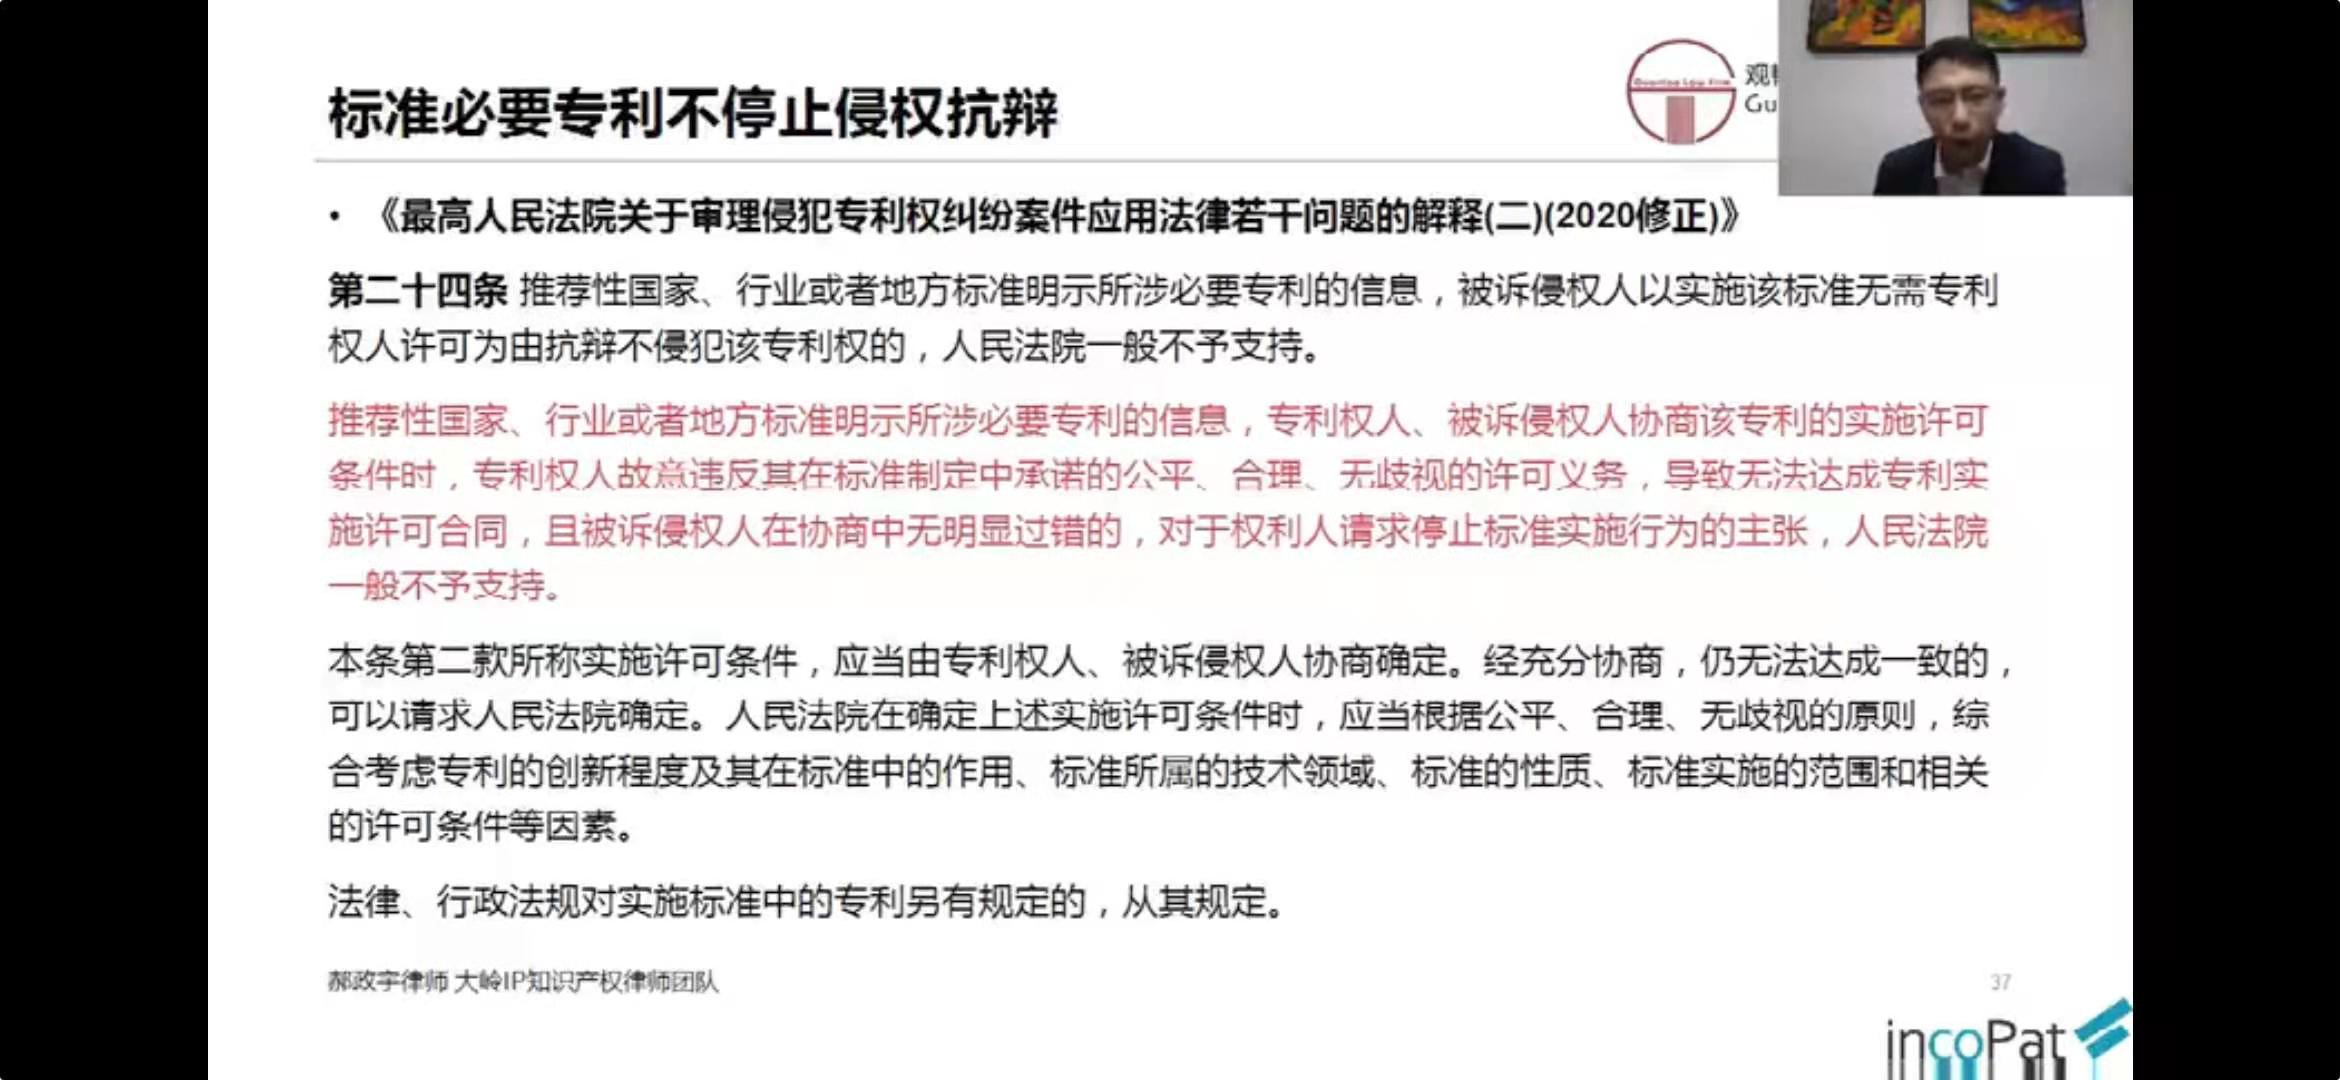 标准必要专利不停止侵权抗辩
Guantao Law Firm
观
Gu
• 《最高人民法院关于审理侵犯专利权纠纷案件应用法律若干问题的解释(二)(2020修正)》
第二十四条 推荐性国家、行业或者地方标准明示所涉必要专利的信息，被诉侵权人以实施该标准无需专利
权人许可为由抗辩不侵犯该专利权的，人民法院一般不予支持。
推荐性国家、行业或者地方标准明示所涉必要专利的信息，专利权人、被诉侵权人协商该专利的实施许可
条件时，专利权人故意违反其在标准制定中承诺的公平、合理、无歧视的许可义务，导致无法达成专利实
施许可合同，且被诉侵权人在协商中无明显过错的，对于权利人请求停止标准实施行为的主张，人民法院
一般不予支持。
本条第二款所称实施许可条件，应当由专利权人、被诉侵权人协商确定。经充分协商，仍无法达成一致的，
可以请求人民法院确定。人民法院在确定上述实施许可条件时，应当根据公平、合理、无歧视的原则，综
合考虑专利的创新程度及其在标准中的作用、标准所属的技术领域、标准的性质、标准实施的范围和相关
的许可条件等因素。
法律、行政法规对实施标准中的专利另有规定的，从其规定。
郝政宇律师 大岭IP知识产权律师团队
37
incoPat